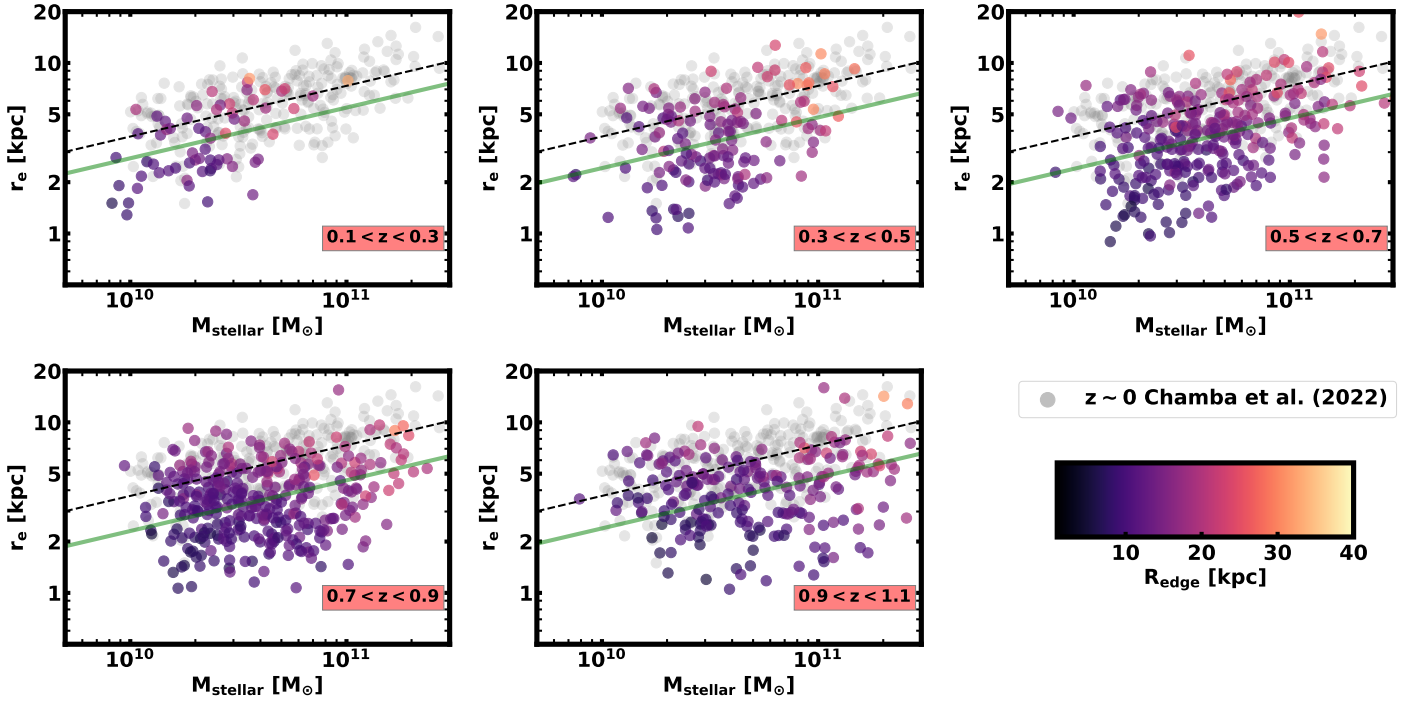 20
10
5
2
1
r_e [kpc]
0.1 < z < 0.3
10^10 10^11
M_stellar [M_⊙]
20
10
5
2
1
r_e [kpc]
0.3 < z < 0.5
10^10 10^11
M_stellar [M_⊙]
20
10
5
2
1
r_e [kpc]
0.5 < z < 0.7
10^10 10^11
M_stellar [M_⊙]
20
10
5
2
1
r_e [kpc]
0.7 < z < 0.9
10^10 10^11
M_stellar [M_⊙]
20
10
5
2
1
r_e [kpc]
0.9 < z < 1.1
10^10 10^11
M_stellar [M_⊙]
z ~ 0 Chamba et al. (2022)
10 20 30 40
R_edge [kpc]